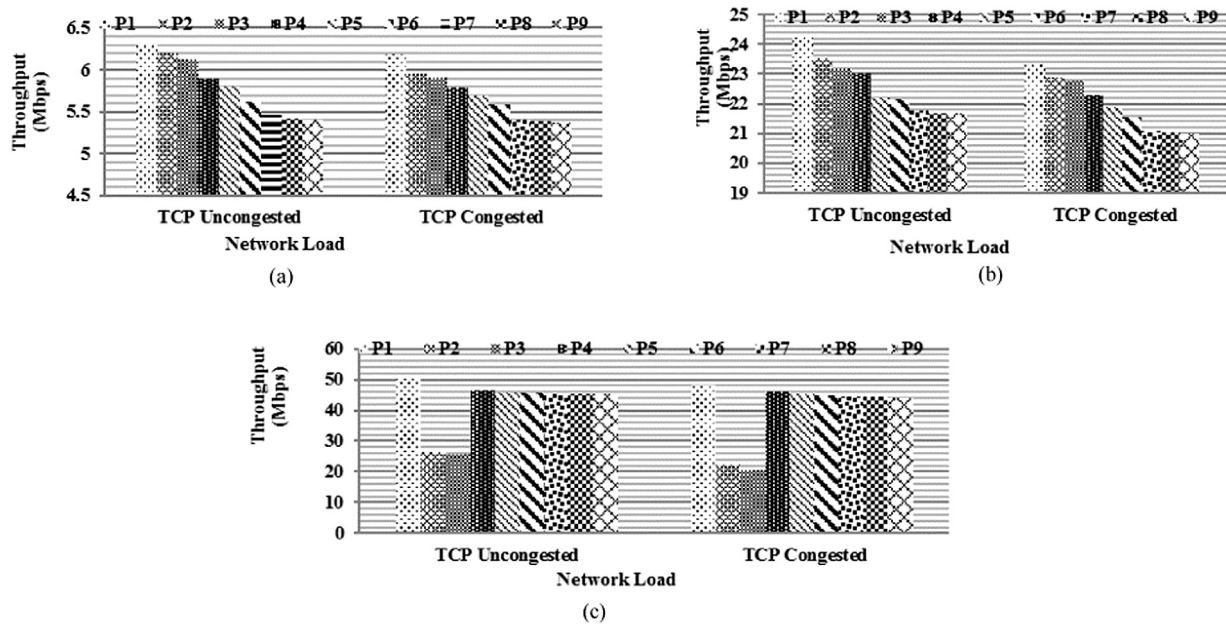 P1 P2 P3 P4 P5 P6 P7 P8 P9
6.5
6
5.5
5
4.5
Throughput
(Mbps)
TCP Uncongested TCP Congested
Network Load
(a)
P1 P2 P3 P4 P5 P6 P7 P8 P9
25
24
23
22
21
20
19
Throughput
(Mbps)
TCP Uncongested TCP Congested
Network Load
(b)
P1 P2 P3 P4 P5 P6 P7 P8 P9
60
50
40
30
20
10
0
Throughput
(Mbps)
TCP Uncongested TCP Congested
Network Load
(c)